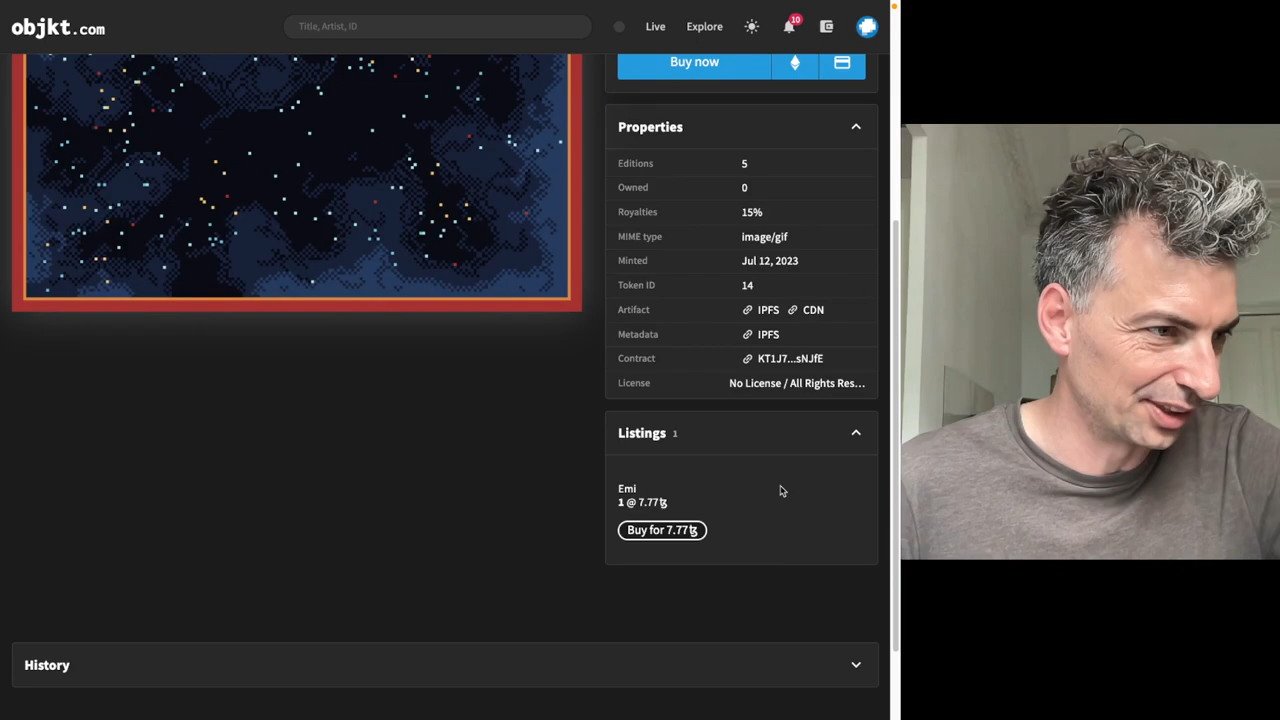 objkt.com
Title, Artist, ID
Live
Explore
10
Buy now
Properties
Editions 5
Owned 0
Royalties 15%
MIME type image/gif
Minted Jul 12, 2023
Token ID 14
Artifact IPFS CDN
Metadata IPFS
Contract KT1J7...sNJfE
License No License / All Rights Res...
Listings 1
Emi
1 @ 7.77ꜩ
Buy for 7.77ꜩ
History